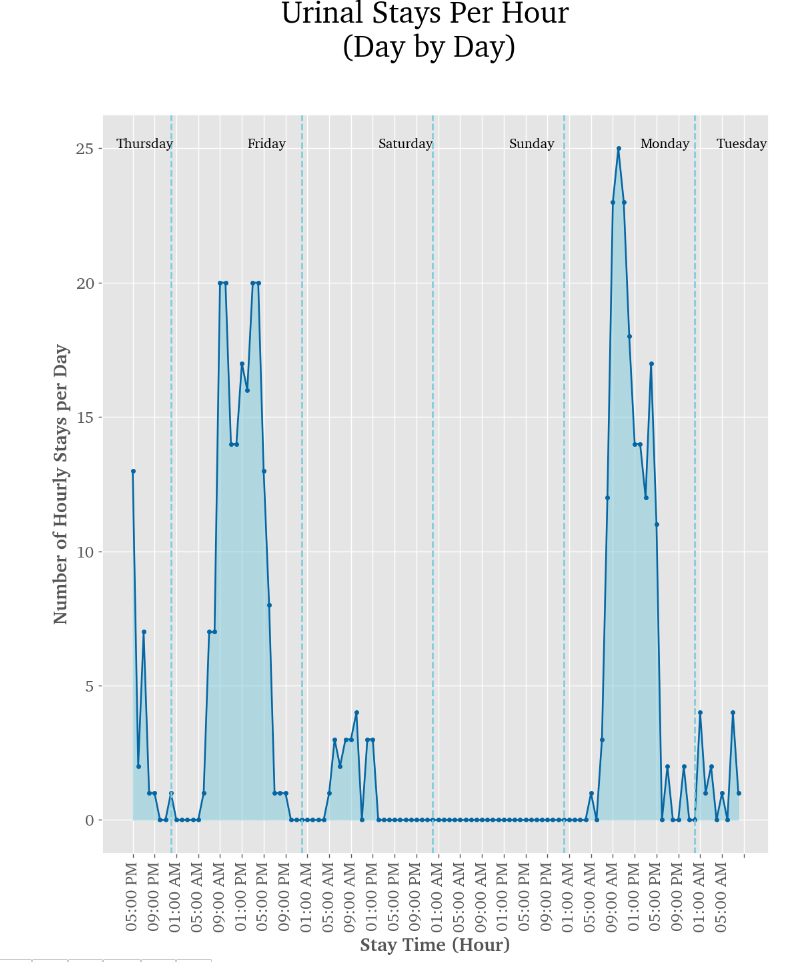 Urinal Stays Per Hour
(Day by Day)
Thursday
Friday
Saturday
Sunday
Monday
Tuesday
25
20
15
10
5
0
Number of Hourly Stays per Day
05:00 PM
09:00 PM
01:00 AM
05:00 AM
09:00 AM
01:00 PM
05:00 PM
09:00 PM
01:00 AM
05:00 AM
09:00 AM
01:00 PM
05:00 PM
09:00 PM
01:00 AM
05:00 AM
09:00 AM
01:00 PM
05:00 PM
09:00 PM
01:00 AM
05:00 AM
09:00 AM
01:00 PM
05:00 PM
09:00 PM
01:00 AM
05:00 AM
Stay Time (Hour)